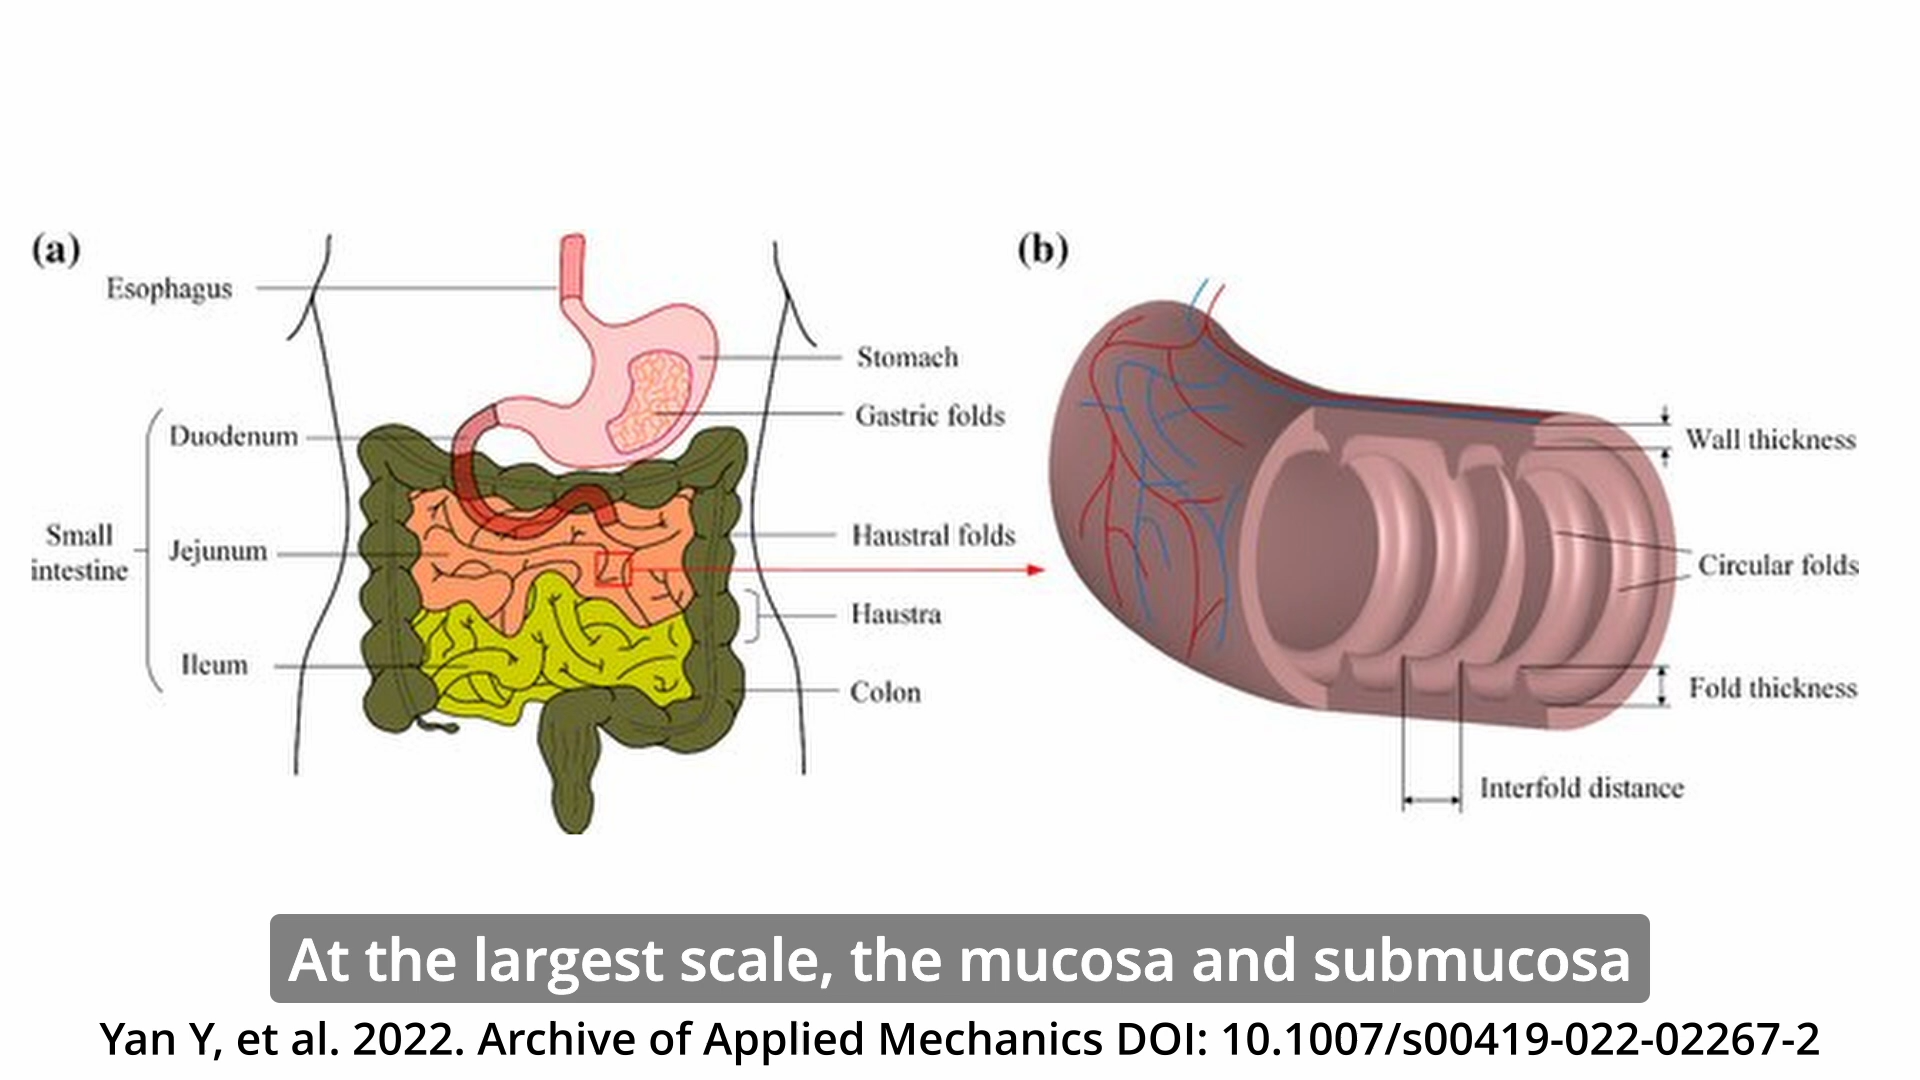 (a)
Esophagus
Stomach
Gastric folds
Duodenum
Small
intestine
Jejunum
Haustral folds
Haustra
Ileum
Colon
(b)
Wall thickness
Circular folds
Fold thickness
Interfold distance
At the largest scale, the mucosa and submucosa
Yan Y, et al. 2022. Archive of Applied Mechanics DOI: 10.1007/s00419-022-02267-2